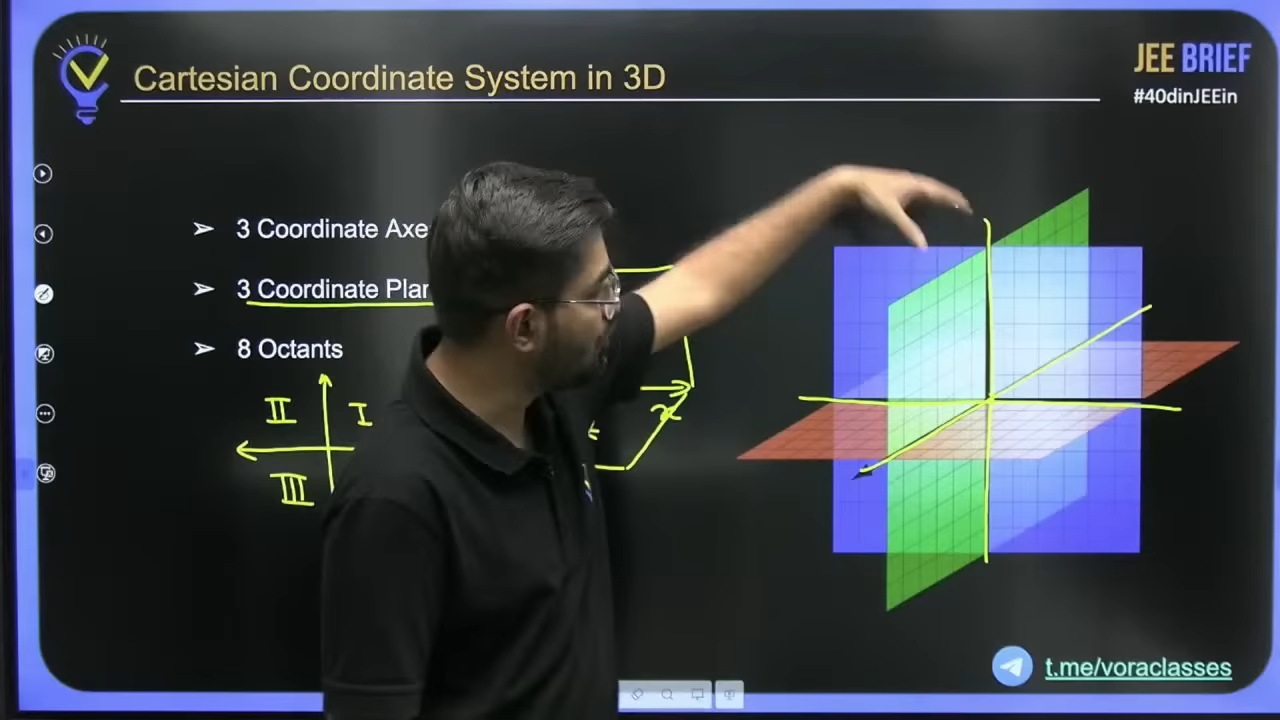 Cartesian Coordinate System in 3D
JEE BRIEF
#40dinJEEin
➢ 3 Coordinate Axe
➢ 3 Coordinate Plan
➢ 8 Octants
II I
III
x
t.me/voraclasses